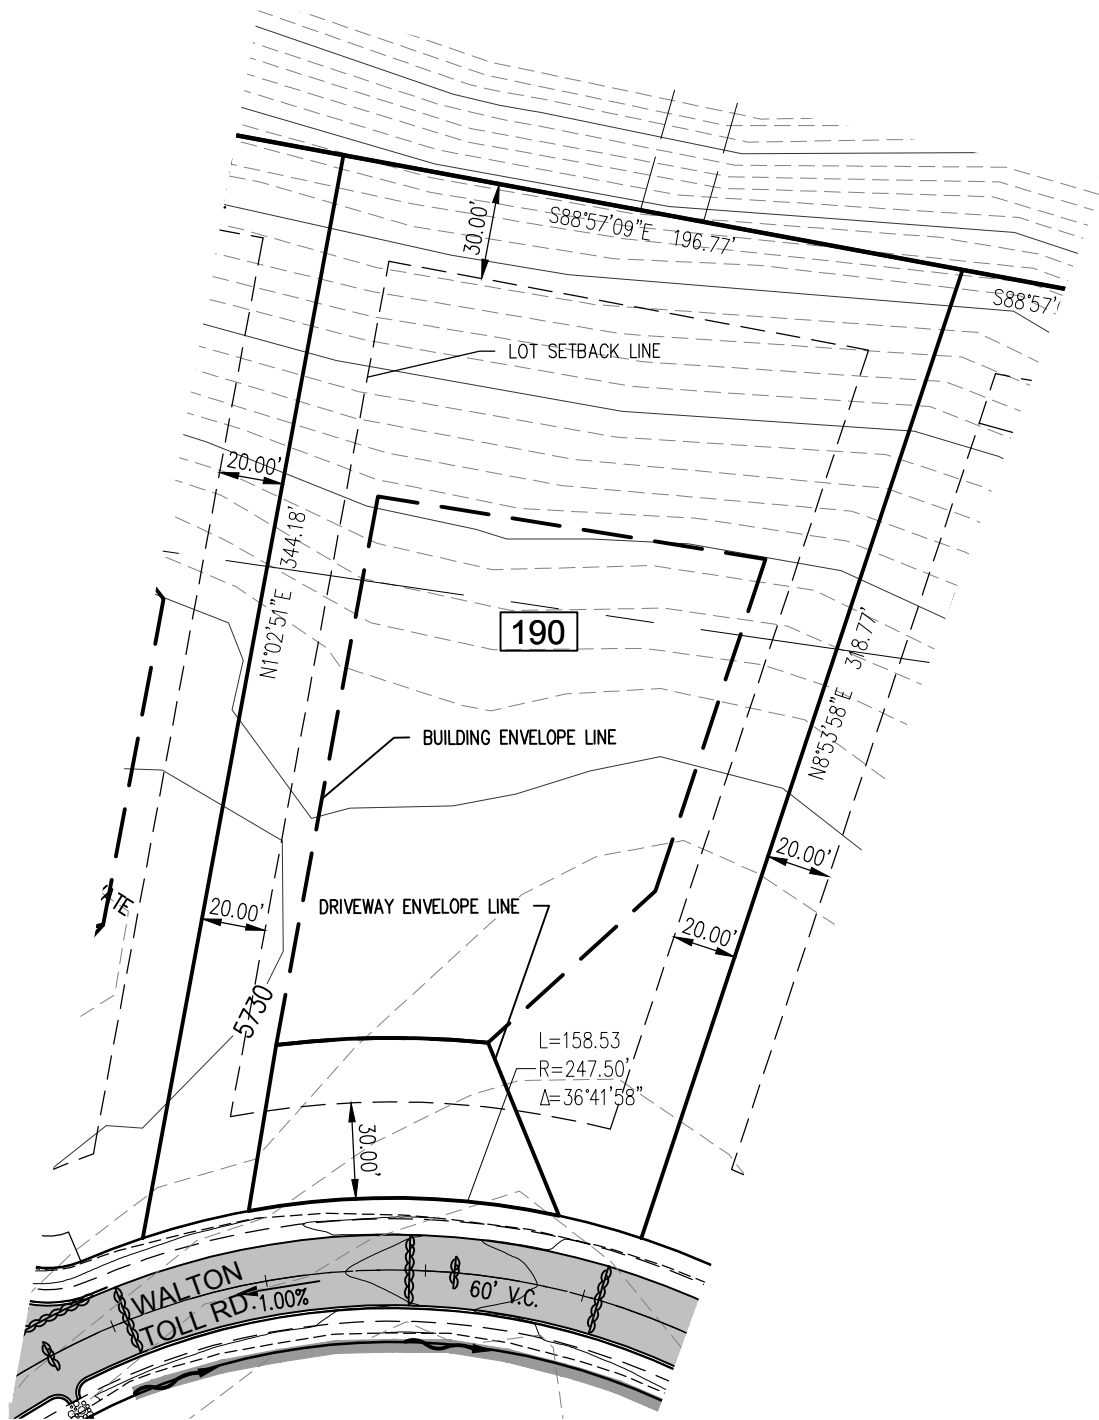 30.00'
S88°57'09"E 196.77'
S88°57'
LOT SETBACK LINE
20.00'
N1°02'51"E 344.18'
190
N8°53'58"E 318.77'
BUILDING ENVELOPE LINE
20.00'
DRIVEWAY ENVELOPE LINE
20.00'
20.00'
5730
L=158.53
R=247.50'
Δ=36°41'58"
30.00'
WALTON
TOLL RD.
1.00%
60' V.C.